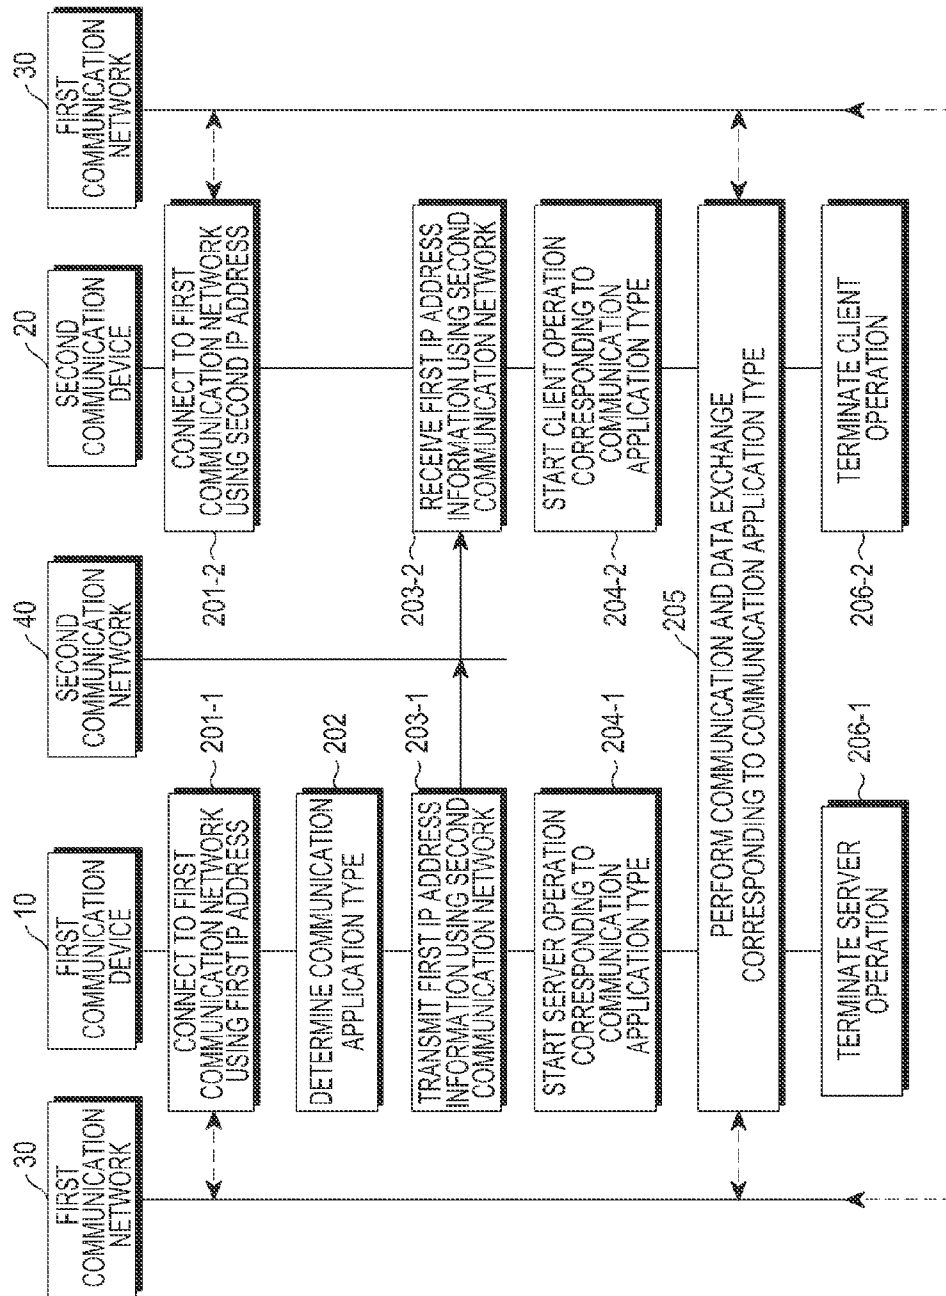 30
FIRST
COMMUNICATION
NETWORK
10
FIRST
COMMUNICATION
DEVICE
40
SECOND
COMMUNICATION
NETWORK
20
SECOND
COMMUNICATION
DEVICE
30
FIRST
COMMUNICATION
NETWORK
201-1
CONNECT TO FIRST
COMMUNICATION NETWORK
USING FIRST IP ADDRESS
201-2
CONNECT TO FIRST
COMMUNICATION NETWORK
USING SECOND IP ADDRESS
202
DETERMINE COMMUNICATION
APPLICATION TYPE
203-1
TRANSMIT FIRST IP ADDRESS
INFORMATION USING SECOND
COMMUNICATION NETWORK
203-2
RECEIVE FIRST IP ADDRESS
INFORMATION USING SECOND
COMMUNICATION NETWORK
204-1
START SERVER OPERATION
CORRESPONDING TO
COMMUNICATION
APPLICATION TYPE
204-2
START CLIENT OPERATION
CORRESPONDING TO
COMMUNICATION
APPLICATION TYPE
205
PERFORM COMMUNICATION AND DATA EXCHANGE
CORRESPONDING TO COMMUNICATION APPLICATION TYPE
206-1
TERMINATE SERVER
OPERATION
206-2
TERMINATE CLIENT
OPERATION